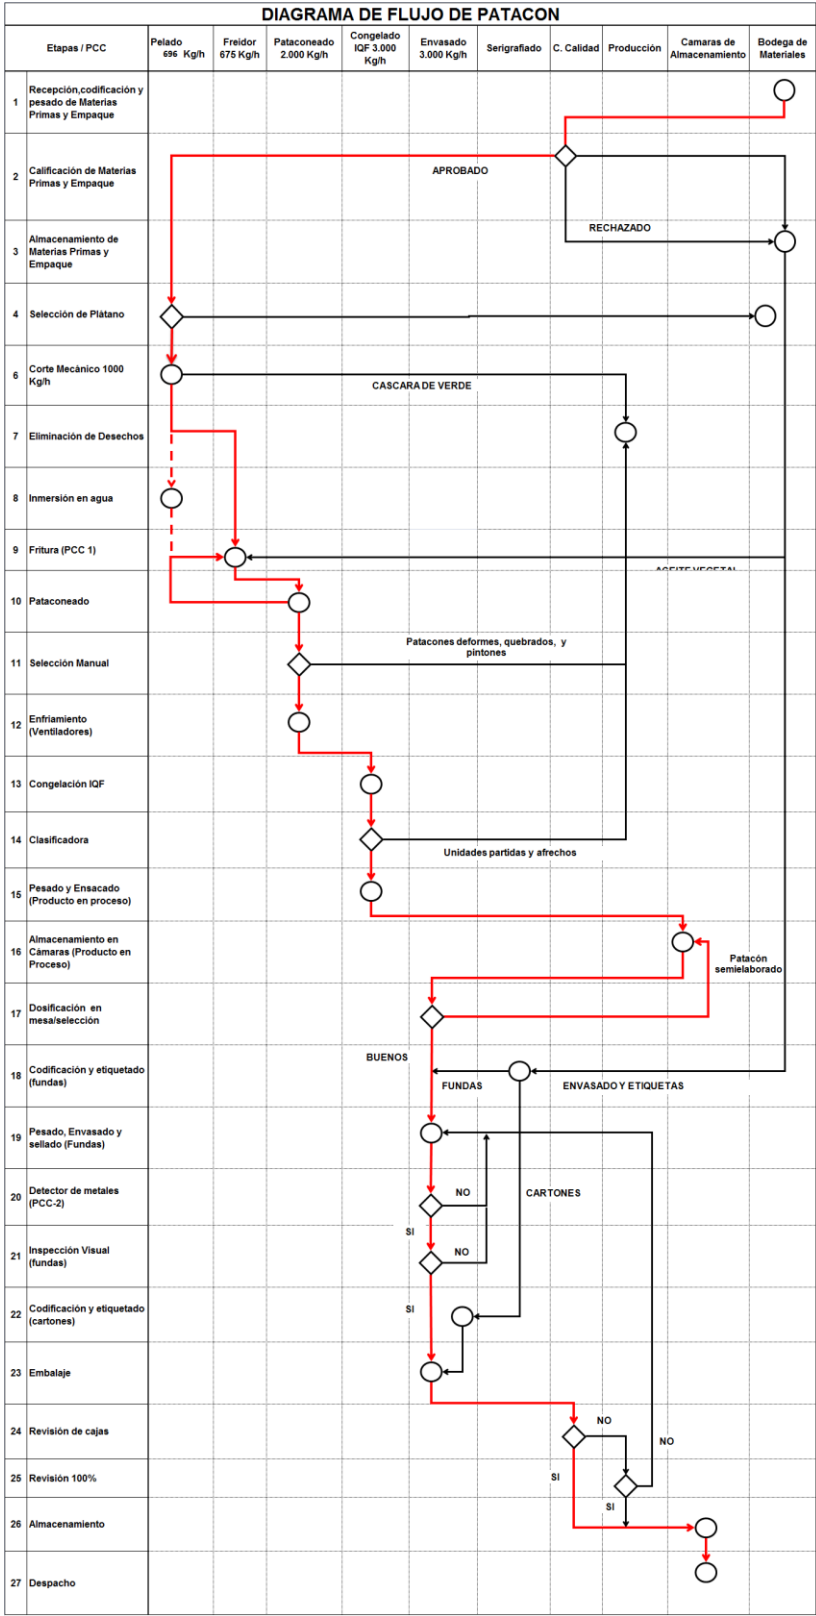 DIAGRAMA DE FLUJO DE PATACON
Etapas / PCC
Pelado
696 Kg/h
Freidor
675 Kg/h
Pataconeado
2.000 Kg/h
Congelado
IQF 3.000
Kg/h
Envasado
3.000 Kg/h
Serigrafiado
C. Calidad
Producción
Camaras de
Almacenamiento
Bodega de
Materiales
1
Recepción,codificación y
pesado de Materias
Primas y Empaque
2
Calificación de Materias
Primas y Empaque
APROBADO
RECHAZADO
3
Almacenamiento de
Materias Primas y
Empaque
4
Selección de Plátano
6
Corte Mecànico 1000
Kg/h
CASCARA DE VERDE
7
Eliminación de Desechos
8
Inmersión en agua
9
Fritura (PCC 1)
ACEITE VEGETAL
10
Pataconeado
11
Selección Manual
Patacones deformes, quebrados, y
pintones
12
Enfriamiento
(Ventiladores)
13
Congelación IQF
14
Clasificadora
Unidades partidas y afrechos
15
Pesado y Ensacado
(Producto en proceso)
16
Almacenamiento en
Cámaras (Producto en
Proceso)
Patacón
semielaborado
17
Dosificación en
mesa/selección
BUENOS
18
Codificación y etiquetado
(fundas)
FUNDAS
ENVASADO Y ETIQUETAS
19
Pesado, Envasado y
sellado (Fundas)
20
Detector de metales
(PCC-2)
NO
CARTONES
SI
21
Inspección Visual
(fundas)
NO
SI
22
Codificación y etiquetado
(cartones)
23
Embalaje
24
Revisión de cajas
NO
NO
25
Revisión 100%
SI
SI
26
Almacenamiento
27
Despacho